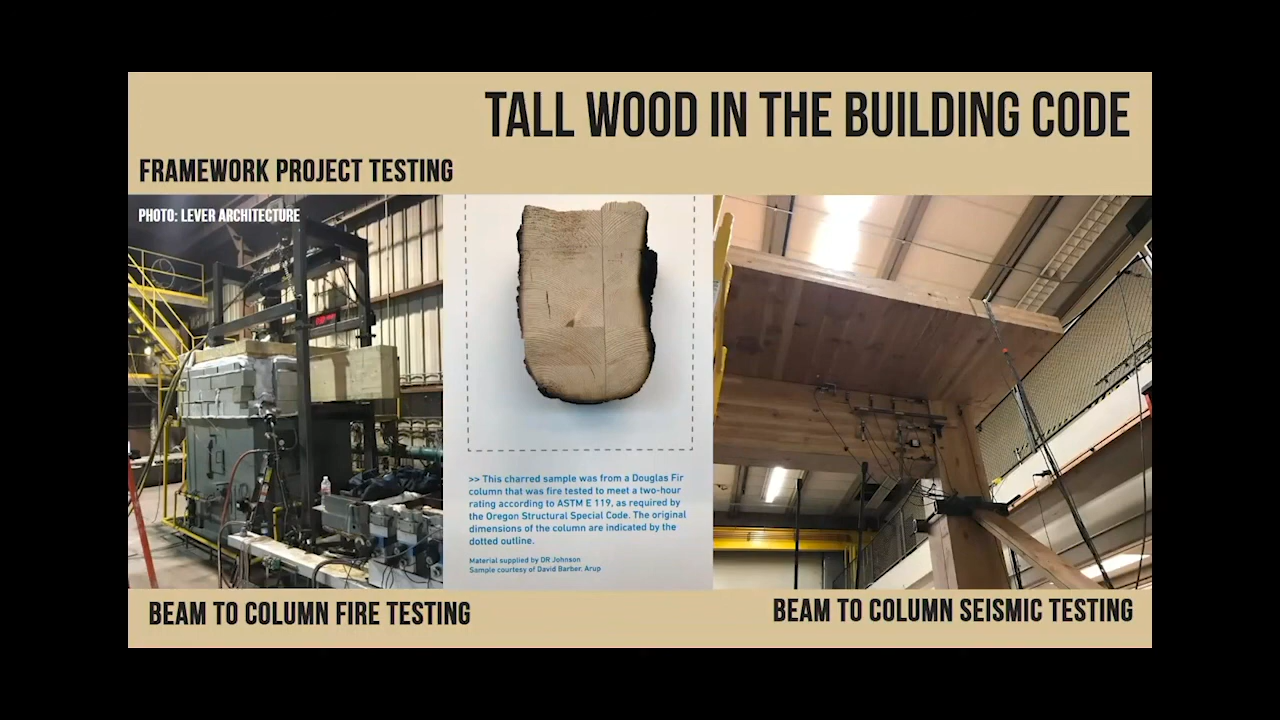 TALL WOOD IN THE BUILDING CODE
FRAMEWORK PROJECT TESTING
PHOTO: LEVER ARCHITECTURE
>> This charred sample was from a Douglas Fir
column that was fire tested to meet a two-hour
rating according to ASTM E 119, as required by
the Oregon Structural Special Code. The original
dimensions of the column are indicated by the
dotted outline.
Material supplied by DR Johnson
Sample courtesy of David Barber, Arup
BEAM TO COLUMN FIRE TESTING
BEAM TO COLUMN SEISMIC TESTING